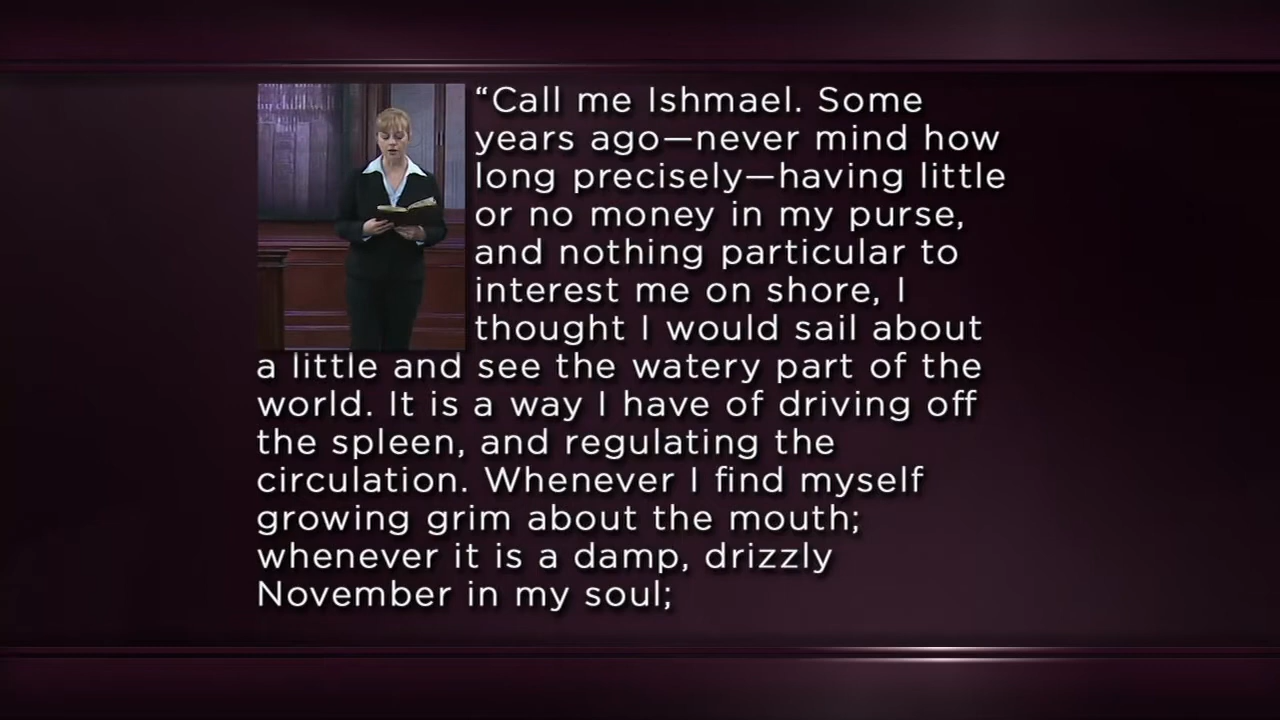 “Call me Ishmael. Some
years ago—never mind how
long precisely—having little
or no money in my purse,
and nothing particular to
interest me on shore, I
thought I would sail about
a little and see the watery part of the
world. It is a way I have of driving off
the spleen, and regulating the
circulation. Whenever I find myself
growing grim about the mouth;
whenever it is a damp, drizzly
November in my soul;